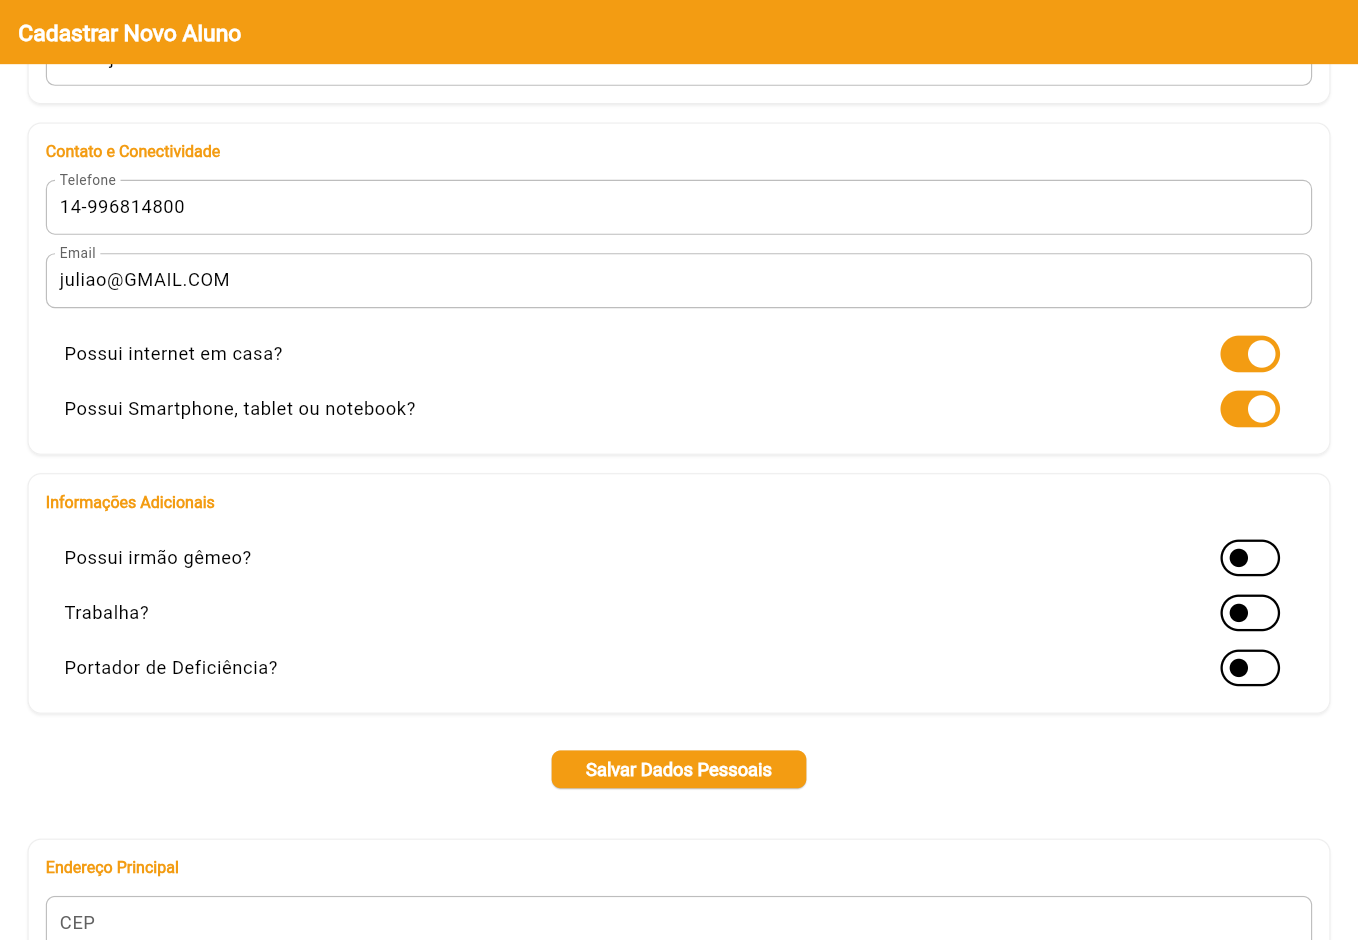 Cadastrar Novo Aluno
Contato e Conectividade
Telefone
14-996814800
Email
juliao@GMAIL.COM
Possui internet em casa?
Possui Smartphone, tablet ou notebook?
Informações Adicionais
Possui irmão gêmeo?
Trabalha?
Portador de Deficiência?
Salvar Dados Pessoais
Endereço Principal
CEP